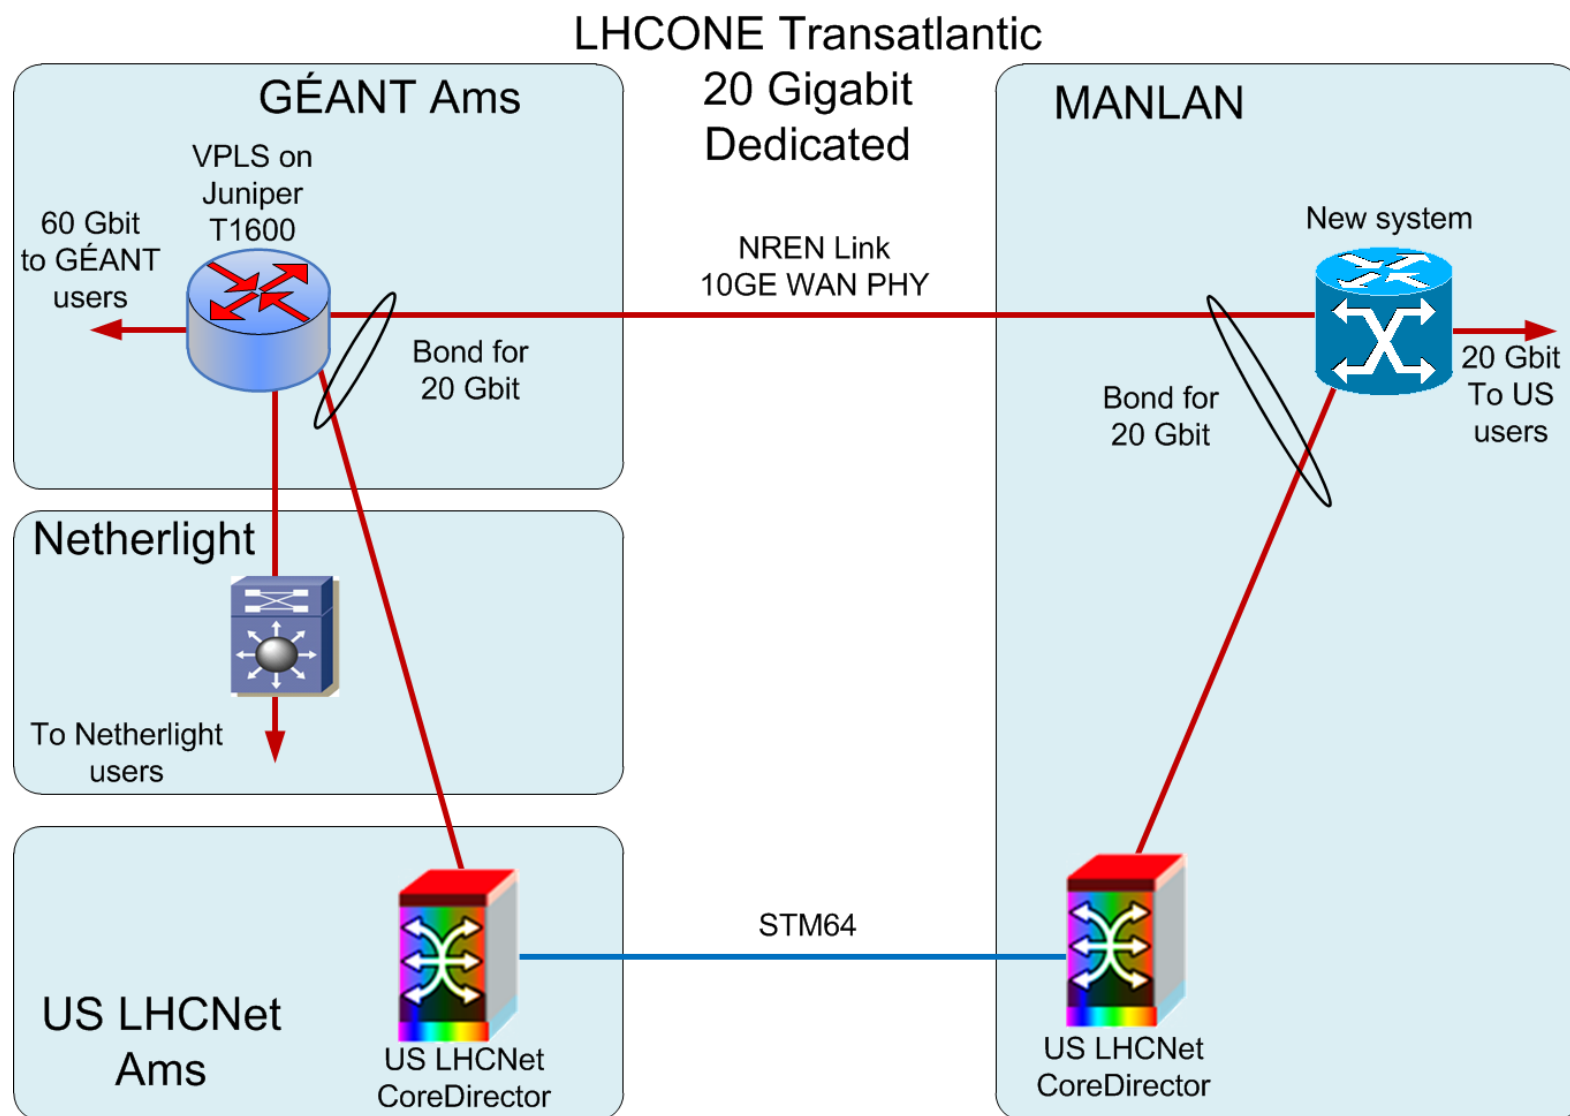 LHCONE Transatlantic
20 Gigabit
Dedicated
GÉANT Ams
VPLS on
Juniper
T1600
60 Gbit
to GÉANT
users
Bond for
20 Gbit
NREN Link
10GE WAN PHY
MANLAN
New system
20 Gbit
To US
users
Bond for
20 Gbit
Netherlight
To Netherlight
users
US LHCNet
Ams
US LHCNet
CoreDirector
STM64
US LHCNet
CoreDirector